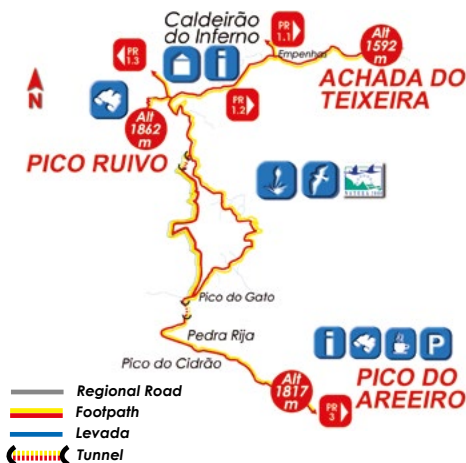 Caldeirão
do Inferno
PR
1.1
Alt
1592
m
PR
1.3
Empenhas
ACHADA DO
TEIXEIRA
N
PR
1.2
Alt
1862
m
PICO RUIVO
Pico do Gato
Pedra Rija
Pico do Cidrão
P
PICO DO
AREEIRO
Alt
1817
m
PR
3
Regional Road
Footpath
Levada
Tunnel